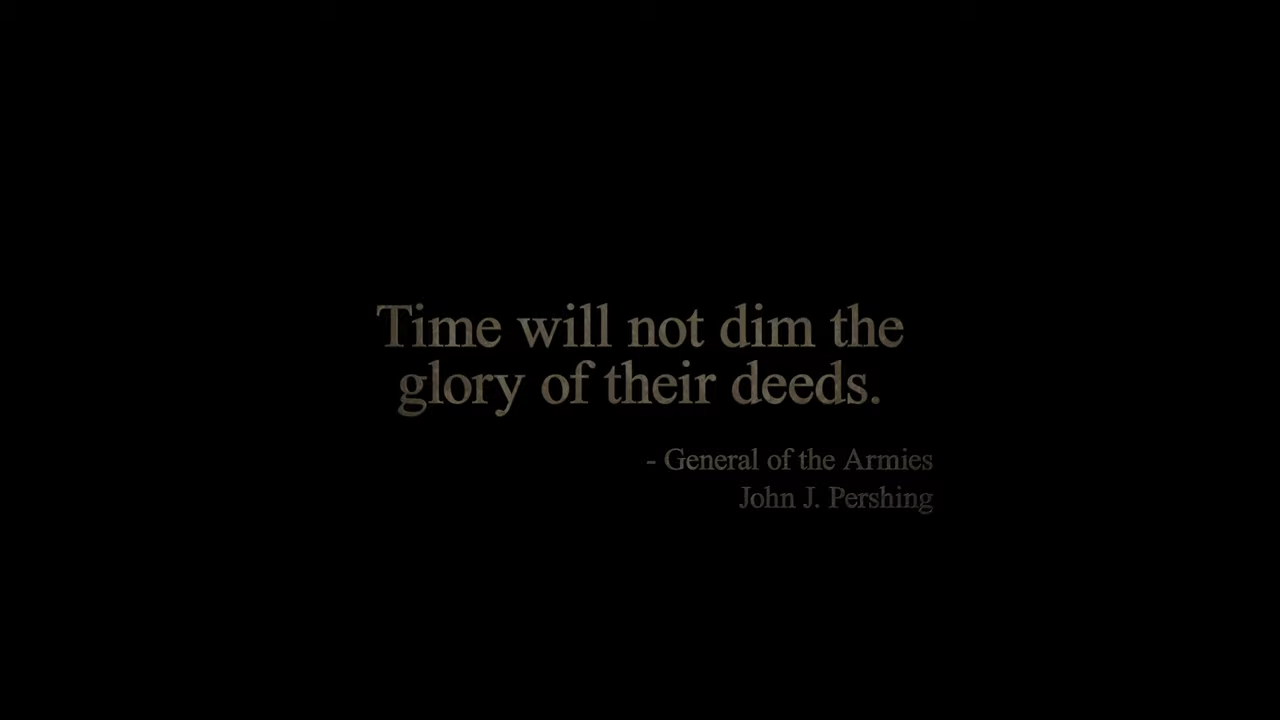 Time will not dim the
glory of their deeds.
- General of the Armies
John J. Pershing